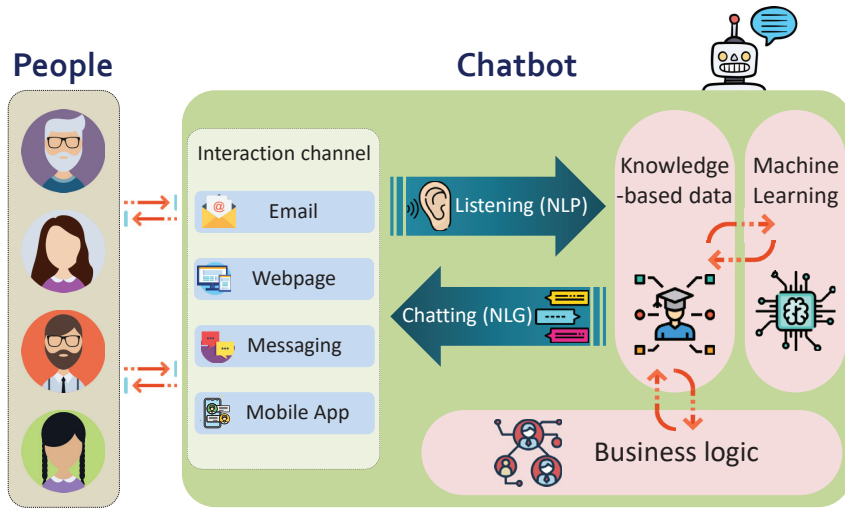 People
Chatbot
Interaction channel
@
Email
Webpage
Messaging
Mobile App
Listening (NLP)
Chatting (NLG)
Knowledge
-based data
Machine
Learning
Business logic